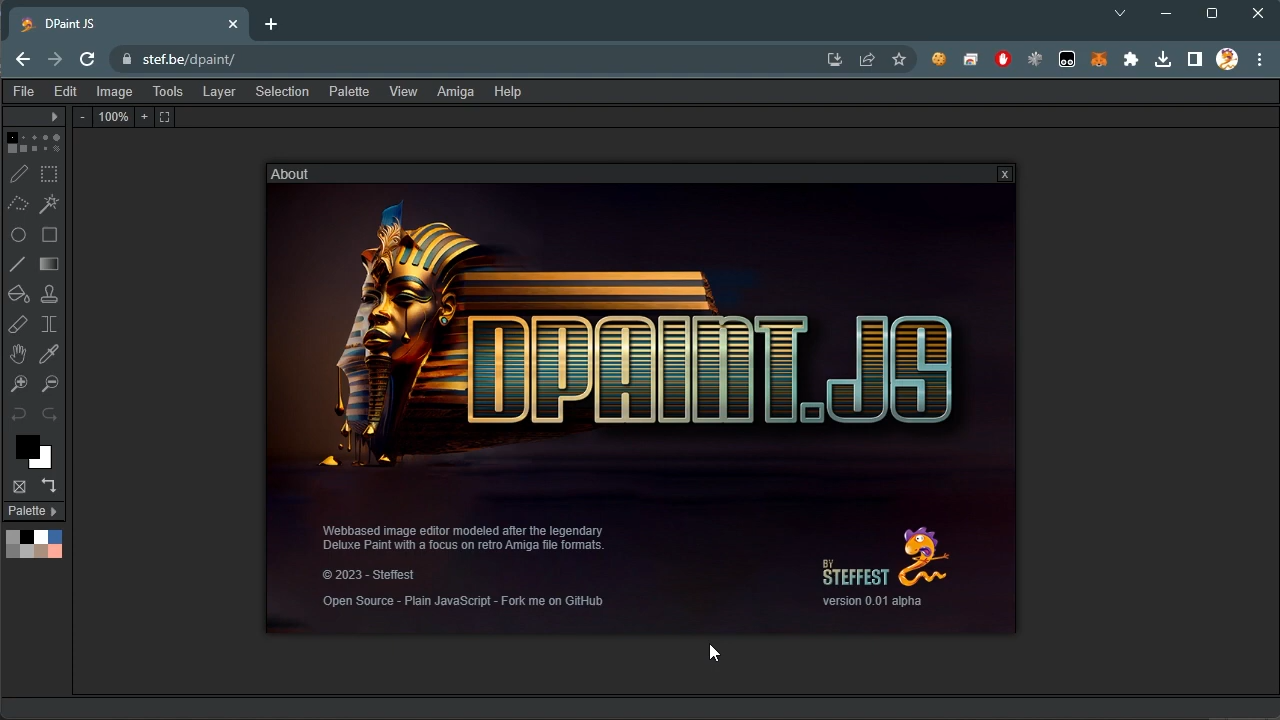 DPaint JS
stef.be/dpaint/
File Edit Image Tools Layer Selection Palette View Amiga Help
- 100% +
About x
DPAINT.JS
Palette
Webbased image editor modeled after the legendary
Deluxe Paint with a focus on retro Amiga file formats.
© 2023 - Steffest
Open Source - Plain JavaScript - Fork me on GitHub
BY
STEFFEST
version 0.01 alpha